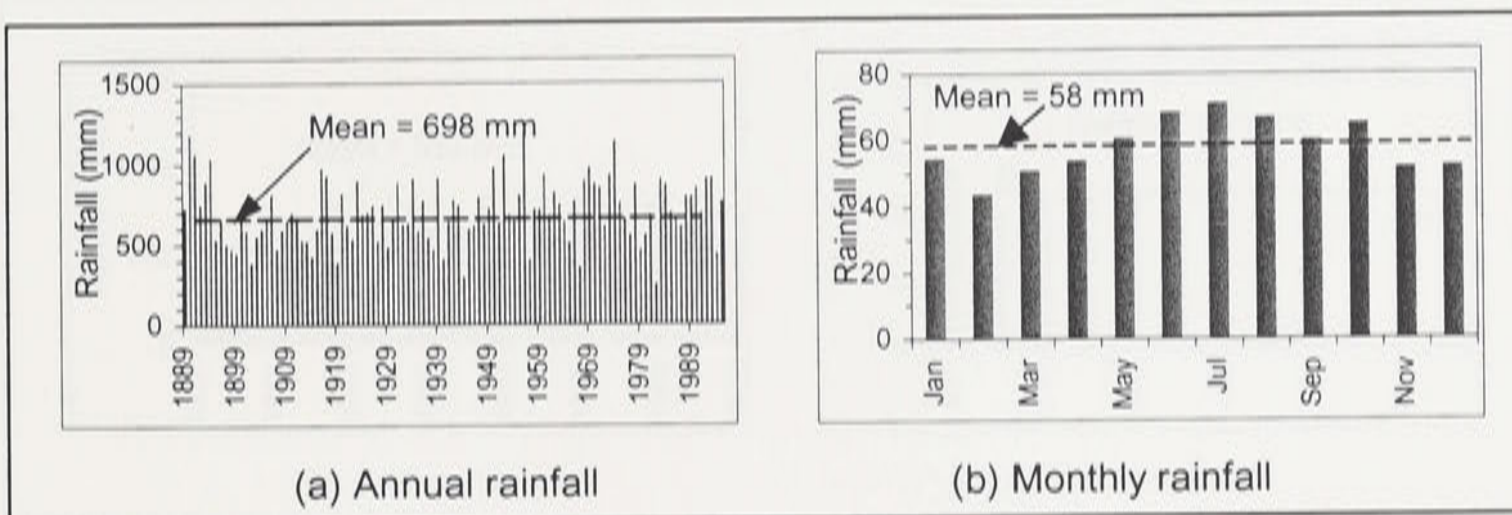 1500
1000
500
0
Rainfall (mm)
Mean = 698 mm
1889
1899
1909
1919
1929
1939
1949
1959
1969
1979
1989
(a) Annual rainfall
80
60
40
20
0
Rainfall (mm)
Mean = 58 mm
Jan
Mar
May
Jul
Sep
Nov
(b) Monthly rainfall